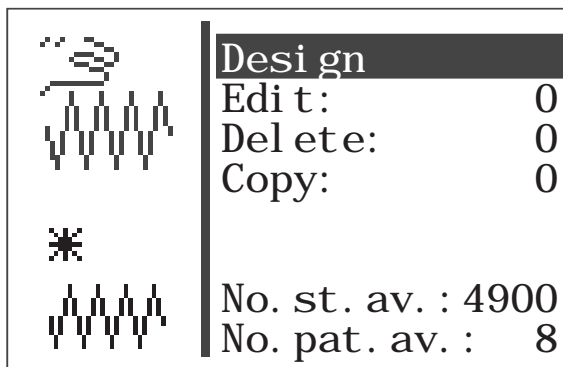 Design
Edit: 0
Delete: 0
Copy: 0
No. st. av. : 4900
No. pat. av. : 8